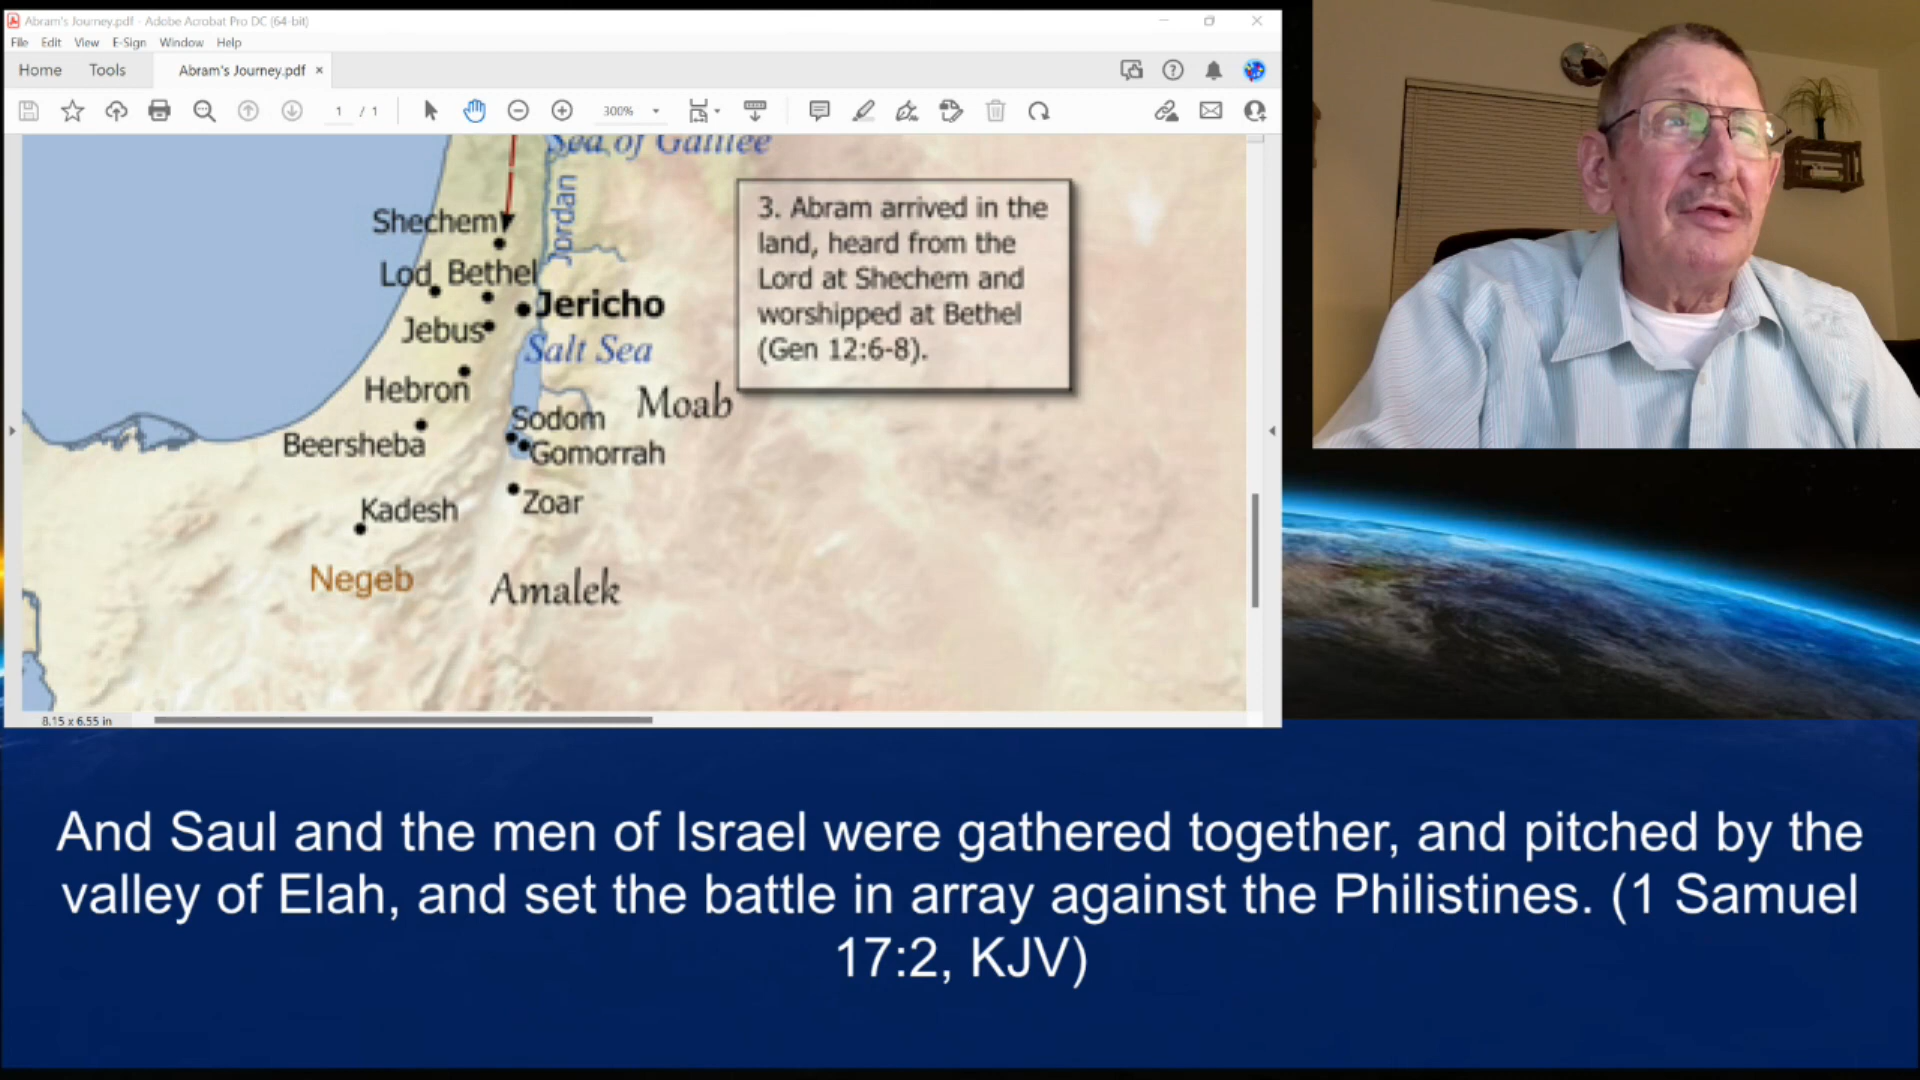 Abram's Journey.pdf - Adobe Acrobat Pro DC (64-bit)
File Edit View E-Sign Window Help
Home Tools Abram's Journey.pdf ×
1 / 1 300%
Sea of Galilee
Jordan
Shechem
Lod Bethel
Jericho
Jebus
Salt Sea
Hebron
Moab
Sodom
Beersheba
Gomorrah
Zoar
Kadesh
Negeb
Amalek
3. Abram arrived in the
land, heard from the
Lord at Shechem and
worshipped at Bethel
(Gen 12:6-8).
8.15 x 6.55 in
And Saul and the men of Israel were gathered together, and pitched by the
valley of Elah, and set the battle in array against the Philistines. (1 Samuel
17:2, KJV)